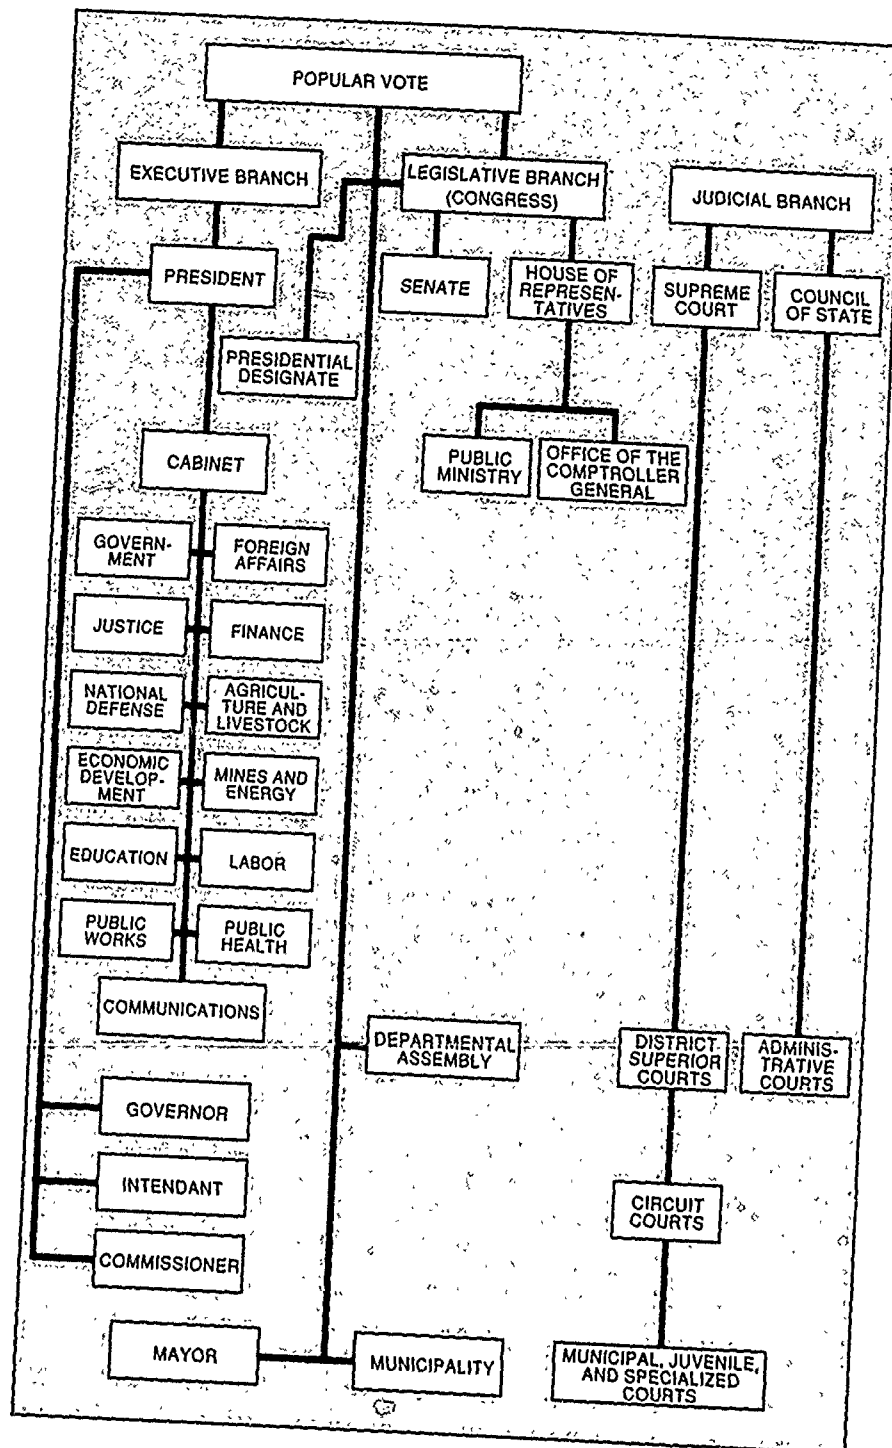 POPULAR VOTE
EXECUTIVE BRANCH
LEGISLATIVE BRANCH
(CONGRESS)
JUDICIAL BRANCH
PRESIDENT
SENATE
HOUSE OF
REPRESEN-
TATIVES
SUPREME
COURT
COUNCIL
OF STATE
PRESIDENTIAL
DESIGNATE
CABINET
PUBLIC
MINISTRY
OFFICE OF THE
COMPTROLLER
GENERAL
GOVERN-
MENT
FOREIGN
AFFAIRS
JUSTICE
FINANCE
NATIONAL
DEFENSE
AGRICUL-
TURE AND
LIVESTOCK
ECONOMIC
DEVELOP-
MENT
MINES AND
ENERGY
EDUCATION
LABOR
PUBLIC
WORKS
PUBLIC
HEALTH
COMMUNICATIONS
DEPARTMENTAL
ASSEMBLY
DISTRICT
SUPERIOR
COURTS
ADMINIS-
TRATIVE
COURTS
GOVERNOR
INTENDANT
CIRCUIT
COURTS
COMMISSIONER
MAYOR
MUNICIPALITY
MUNICIPAL, JUVENILE,
AND SPECIALIZED
COURTS